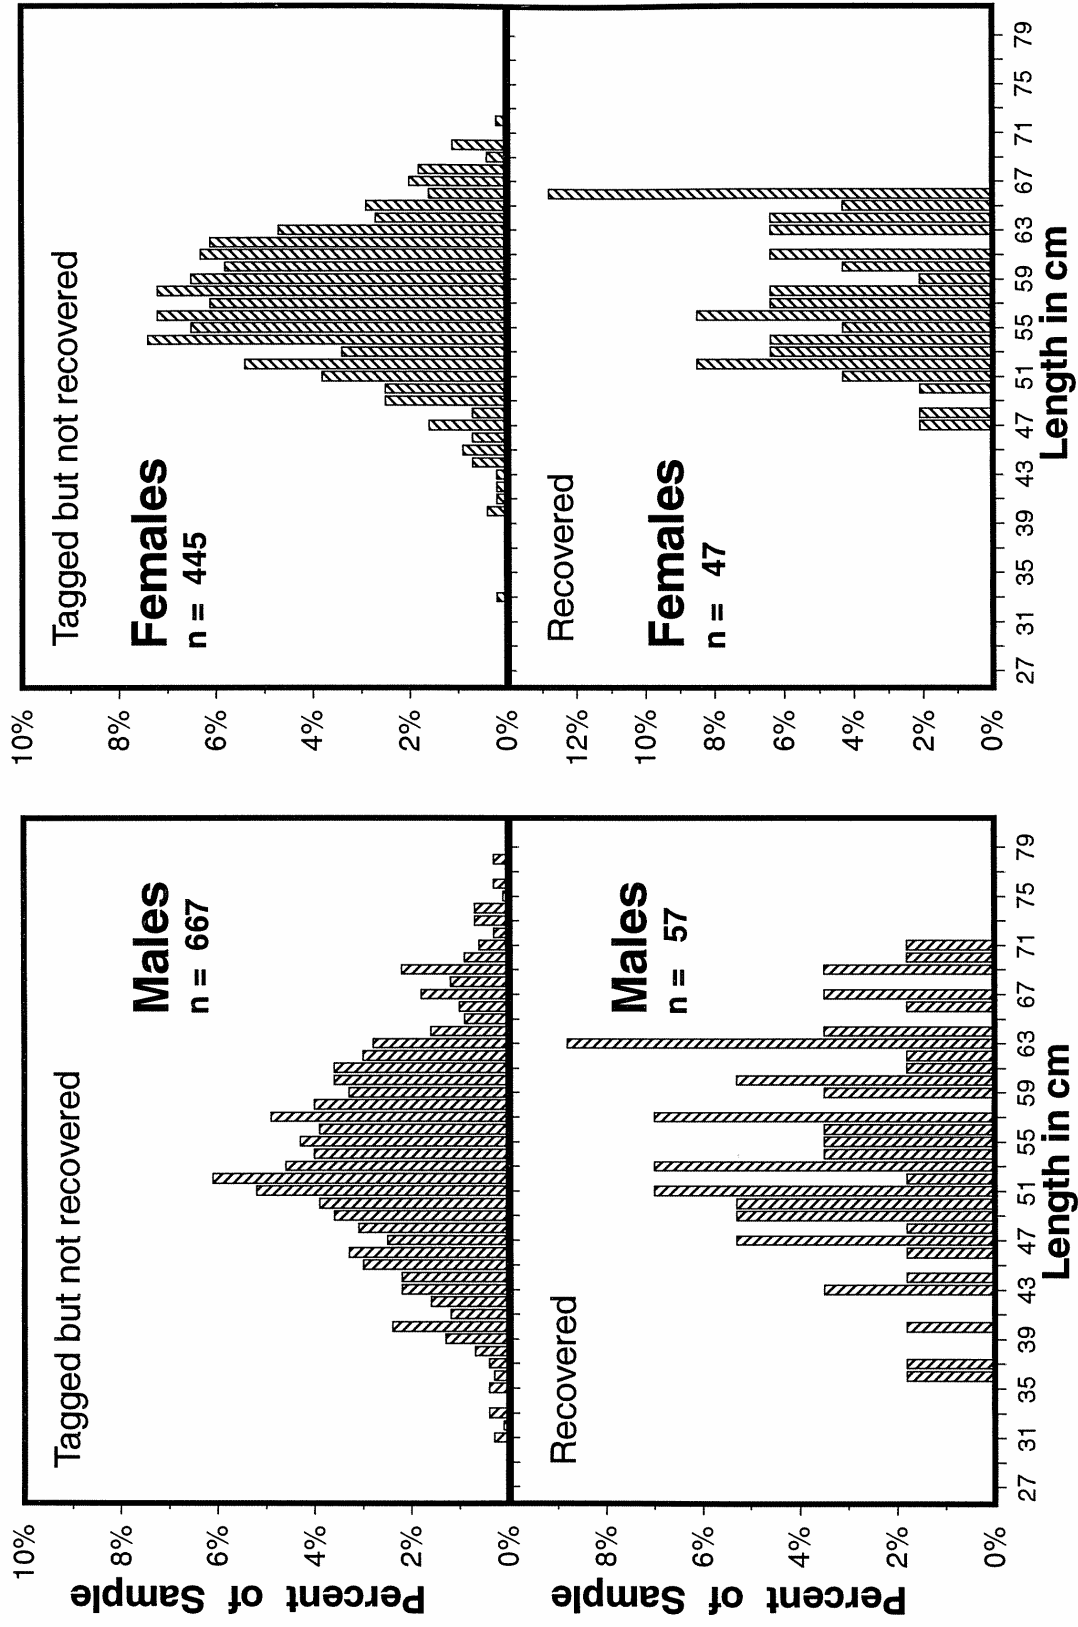 Tagged but not recovered
Males
n = 667
10%
8%
6%
4%
2%
0%
Percent of Sample
Recovered
Males
n = 57
8%
6%
4%
2%
0%
Percent of Sample
27 31 35 39 43 47 51 55 59 63 67 71 75 79
Length in cm
Tagged but not recovered
Females
n = 445
10%
8%
6%
4%
2%
0%
Recovered
Females
n = 47
12%
10%
8%
6%
4%
2%
0%
27 31 35 39 43 47 51 55 59 63 67 71 75 79
Length in cm